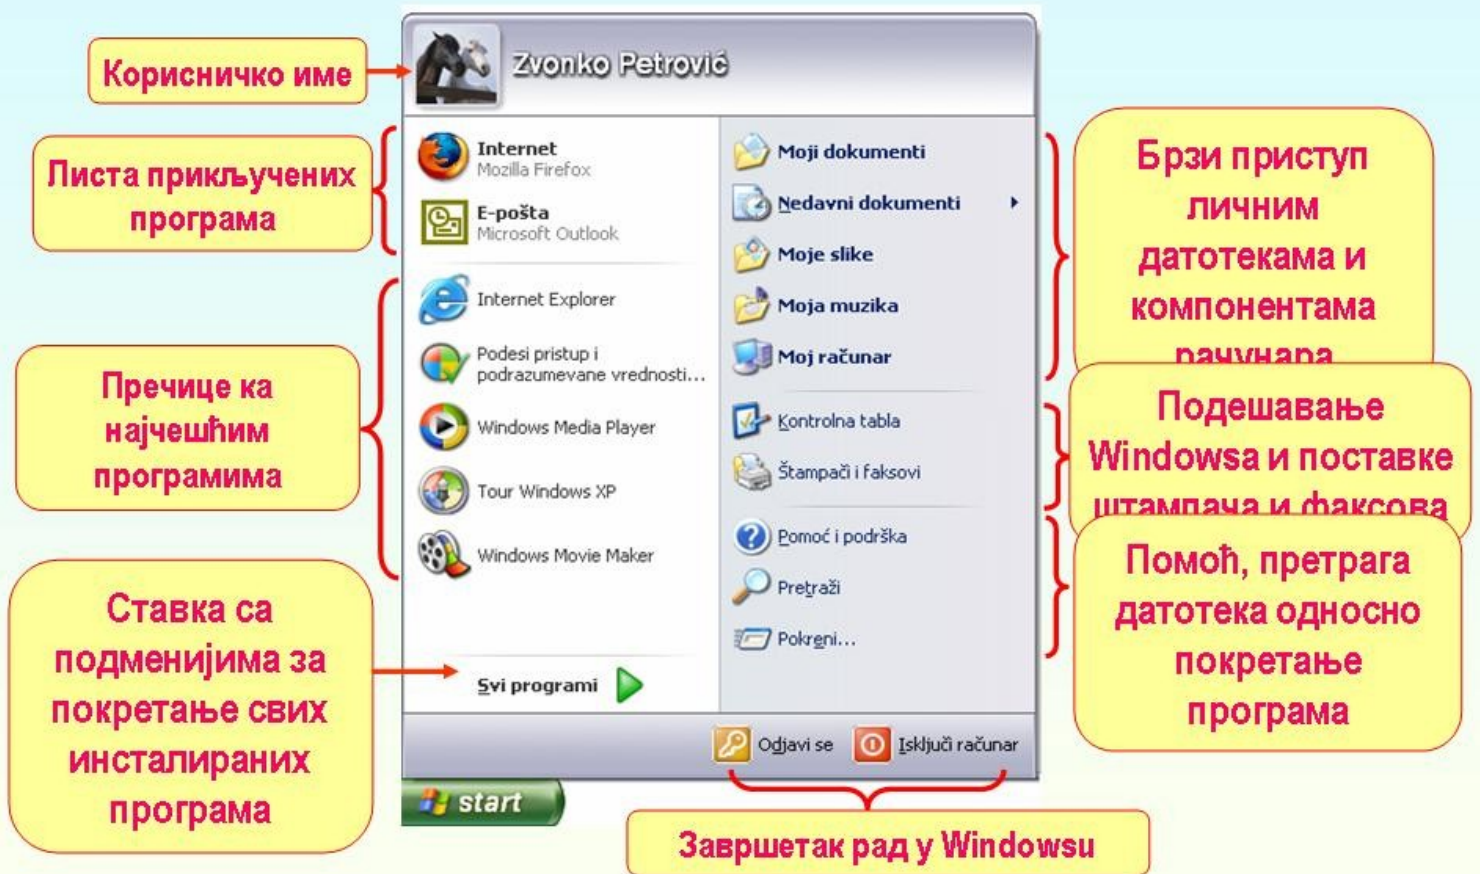 Корисничко име
Листа прикључених
програма
Пречице ка
најчешћим
програмима
Ставка са
подменијима за
покретање свих
инсталираних
програма
Zvonko Petrović
Internet
Mozilla Firefox
E-pošta
Microsoft Outlook
Internet Explorer
Podesi pristup i
podrazumevane vrednosti...
Windows Media Player
Tour Windows XP
Windows Movie Maker
Svi programi
Moji dokumenti
Nedavni dokumenti
Moje slike
Moja muzika
Moj računar
Kontrolna tabla
Štampači i faksovi
Pomoć i podrška
Pretraži
Pokreni...
Odjavi se
Isključi računar
start
Брзи приступ
личним
датотекама и
компонентама
рачунара
Подешавање
Windowsa и поставке
штампача и факсова
Помоћ, претрага
датотека односно
покретање
програма
Завршетак рад у Windowsu